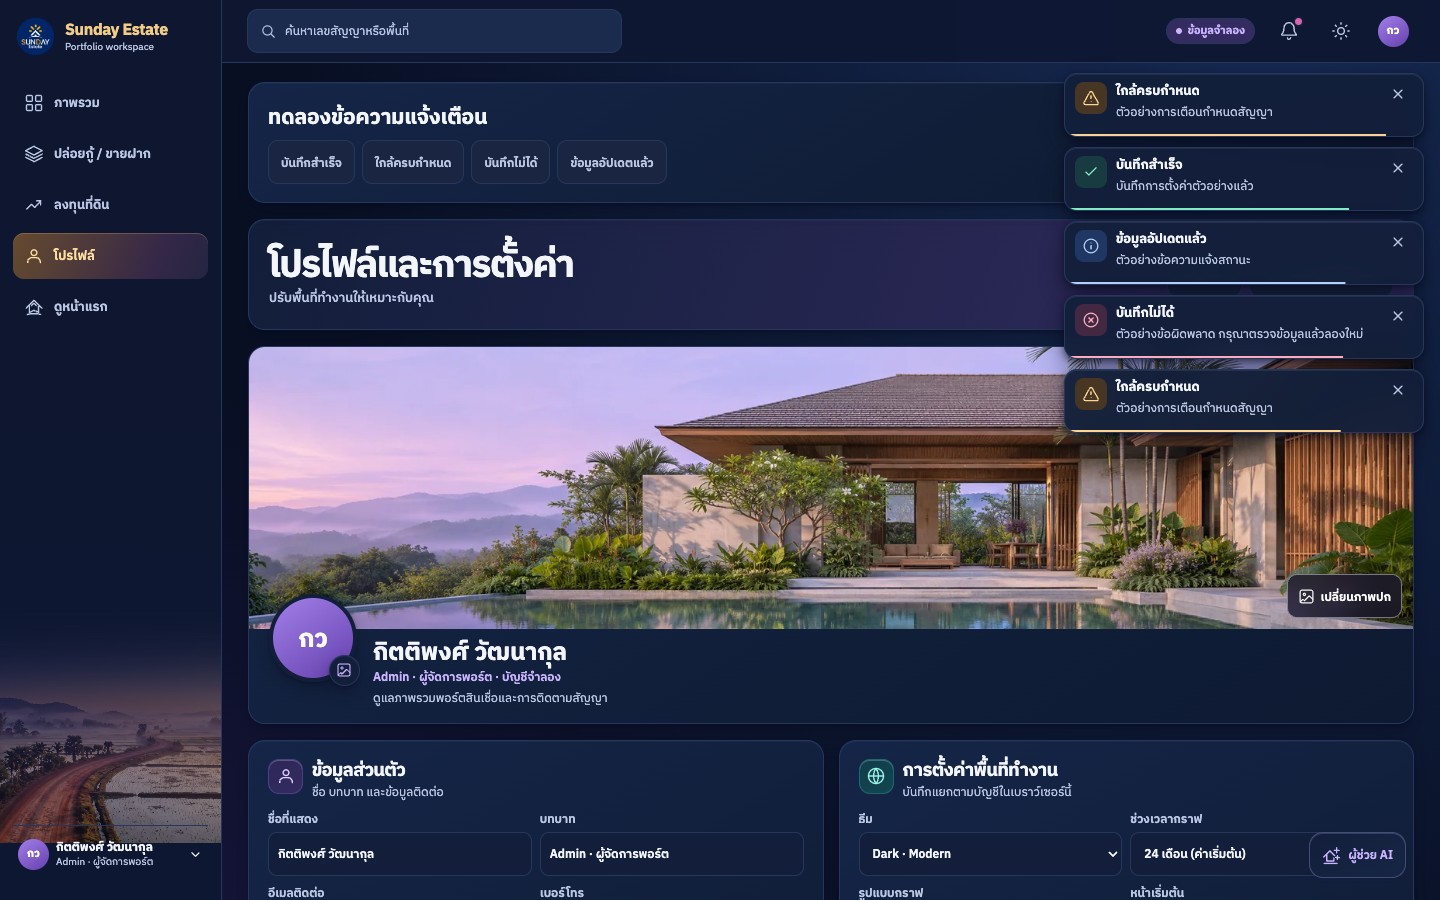 SUNDAY
Estate
Sunday Estate
Portfolio workspace
ค้นหาเลขสัญญาหรือพื้นที่
ข้อมูลจำลอง
กว
ภาพรวม
ปล่อยกู้ / ขายฝาก
ลงทุนที่ดิน
โปรไฟล์
ดูหน้าแรก
ทดลองข้อความแจ้งเตือน
บันทึกสำเร็จ
ใกล้ครบกำหนด
บันทึกไม่ได้
ข้อมูลอัปเดตแล้ว
ใกล้ครบกำหนด
ตัวอย่างการเตือนกำหนดสัญญา
บันทึกสำเร็จ
บันทึกการตั้งค่าตัวอย่างแล้ว
ข้อมูลอัปเดตแล้ว
ตัวอย่างข้อความแจ้งสถานะ
บันทึกไม่ได้
ตัวอย่างข้อผิดพลาด กรุณาตรวจข้อมูลแล้วลองใหม่
ใกล้ครบกำหนด
ตัวอย่างการเตือนกำหนดสัญญา
โปรไฟล์และการตั้งค่า
ปรับพื้นที่ทำงานให้เหมาะกับคุณ
เปลี่ยนภาพปก
กว
กิตติพงศ์ วัฒนากุล
Admin · ผู้จัดการพอร์ต · บัญชีจำลอง
ดูแลภาพรวมพอร์ตสินเชื่อและการติดตามสัญญา
ข้อมูลส่วนตัว
ชื่อ บทบาท และข้อมูลติดต่อ
ชื่อที่แสดง
บทบาท
กิตติพงศ์ วัฒนากุล
Admin · ผู้จัดการพอร์ต
อีเมลติดต่อ
เบอร์โทร
การตั้งค่าพื้นที่ทำงาน
บันทึกแยกตามบัญชีในเบราว์เซอร์นี้
ธีม
ช่วงเวลากราฟ
Dark · Modern
24 เดือน (ค่าเริ่มต้น)
รูปแบบกราฟ
หน้าเริ่มต้น
ผู้ช่วย AI
กว
กิตติพงศ์ วัฒนากุล
Admin · ผู้จัดการพอร์ต